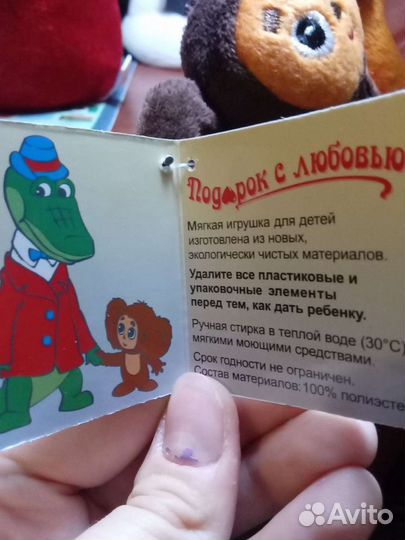 Подарок с любовью
Мягкая игрушка для детей
изготовлена из новых,
экологически чистых материалов.
Удалите все пластиковые и
упаковочные элементы
перед тем, как дать ребенку.
Ручная стирка в теплой воде (30°С)
мягкими моющими средствами.
Срок годности не ограничен.
Состав материалов: 100% полиэсте
Avito